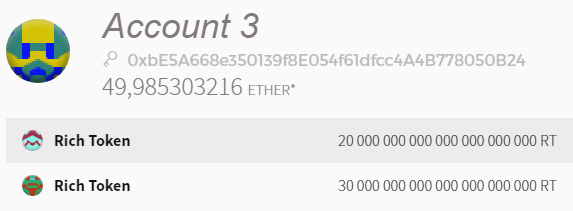 Account 3
0xbE5A668e350139f8E054f61dfcc4A4B778050B24
49,985303216 ETHER*
Rich Token 20 000 000 000 000 000 000 000 RT
Rich Token 30 000 000 000 000 000 000 000 RT